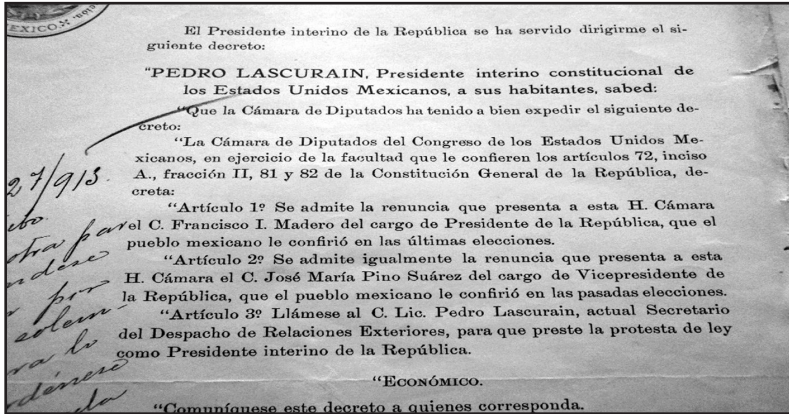 MEXICO.
El Presidente interino de la República se ha servido dirigirme el si-
guiente decreto:
"PEDRO LASCURAIN, Presidente interino constitucional de
los Estados Unidos Mexicanos, a sus habitantes, sabed:
"Que la Cámara de Diputados ha tenido a bien expedir el siguiente de-
creto:
"La Cámara de Diputados del Congreso de los Estados Unidos Me-
xicanos, en ejercicio de la facultad que le confieren los artículos 72, inciso
A., fracción II, 81 y 82 de la Constitución General de la República, de-
creta:
27/913.
"Artículo 1º Se admite la renuncia que presenta a esta H. Cámara
el C. Francisco I. Madero del cargo de Presidente de la República, que el
pueblo mexicano le confirió en las últimas elecciones.
"Artículo 2º Se admite igualmente la renuncia que presenta a esta
H. Cámara el C. José María Pino Suárez del cargo de Vicepresidente de
la República, que el pueblo mexicano le confirió en las pasadas elecciones.
"Artículo 3º Llámese al C. Lic. Pedro Lascurain, actual Secretario
del Despacho de Relaciones Exteriores, para que preste la protesta de ley
como Presidente interino de la República.
"ECONÓMICO.
"Comuníquese este decreto a quienes corresponda.
otra par
por
solem-
ra lo